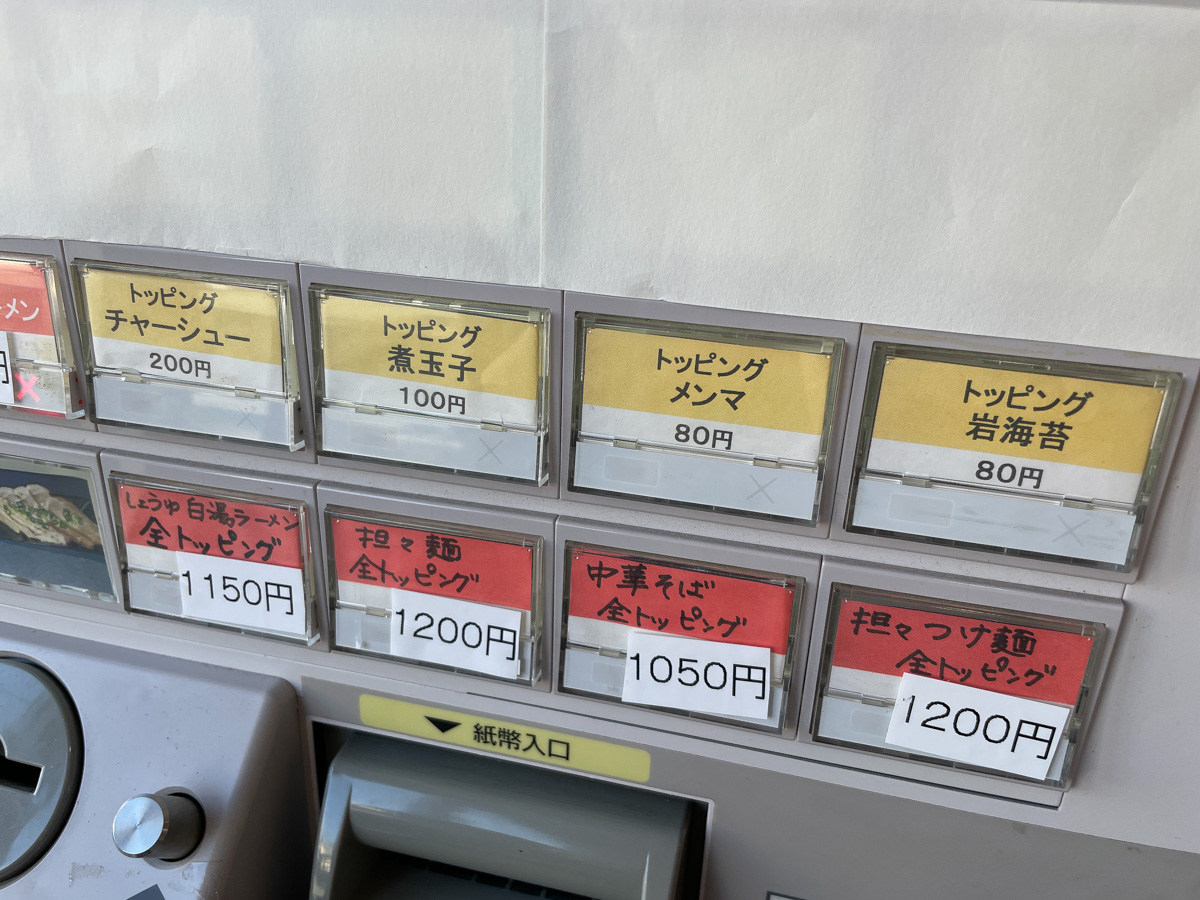 メン
円
トッピング
チャーシュー
200円
トッピング
煮玉子
100円
トッピング
メンマ
80円
トッピング
岩海苔
80円
しょうゆ白湯ラーメン
全トッピング
1150円
担々麺
全トッピング
1200円
中華そば
全トッピング
1050円
担々つけ麺
全トッピング
1200円
紙幣入口